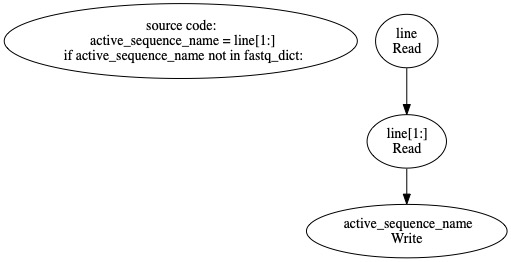 source code:
active_sequence_name = line[1:]
if active_sequence_name not in fastq_dict:
line
Read
line[1:]
Read
active_sequence_name
Write